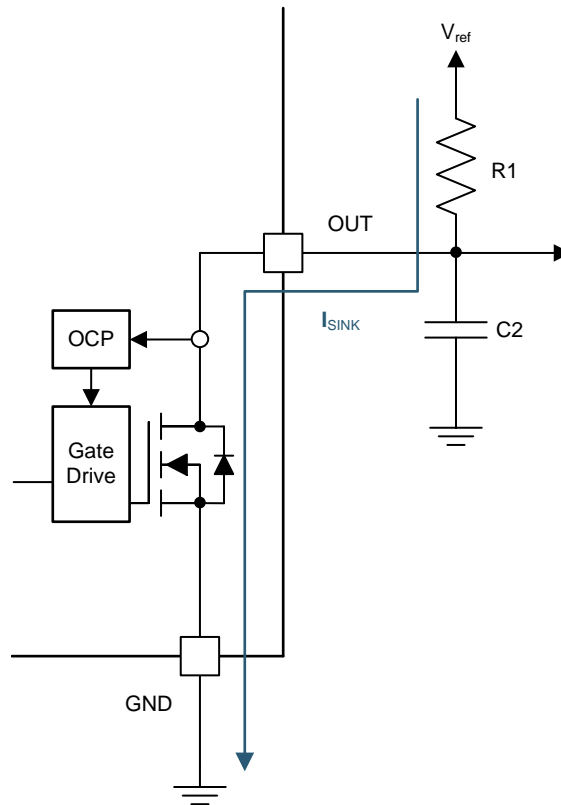 Vref
R1
OUT
ISINK
C2
OCP
Gate
Drive
GND